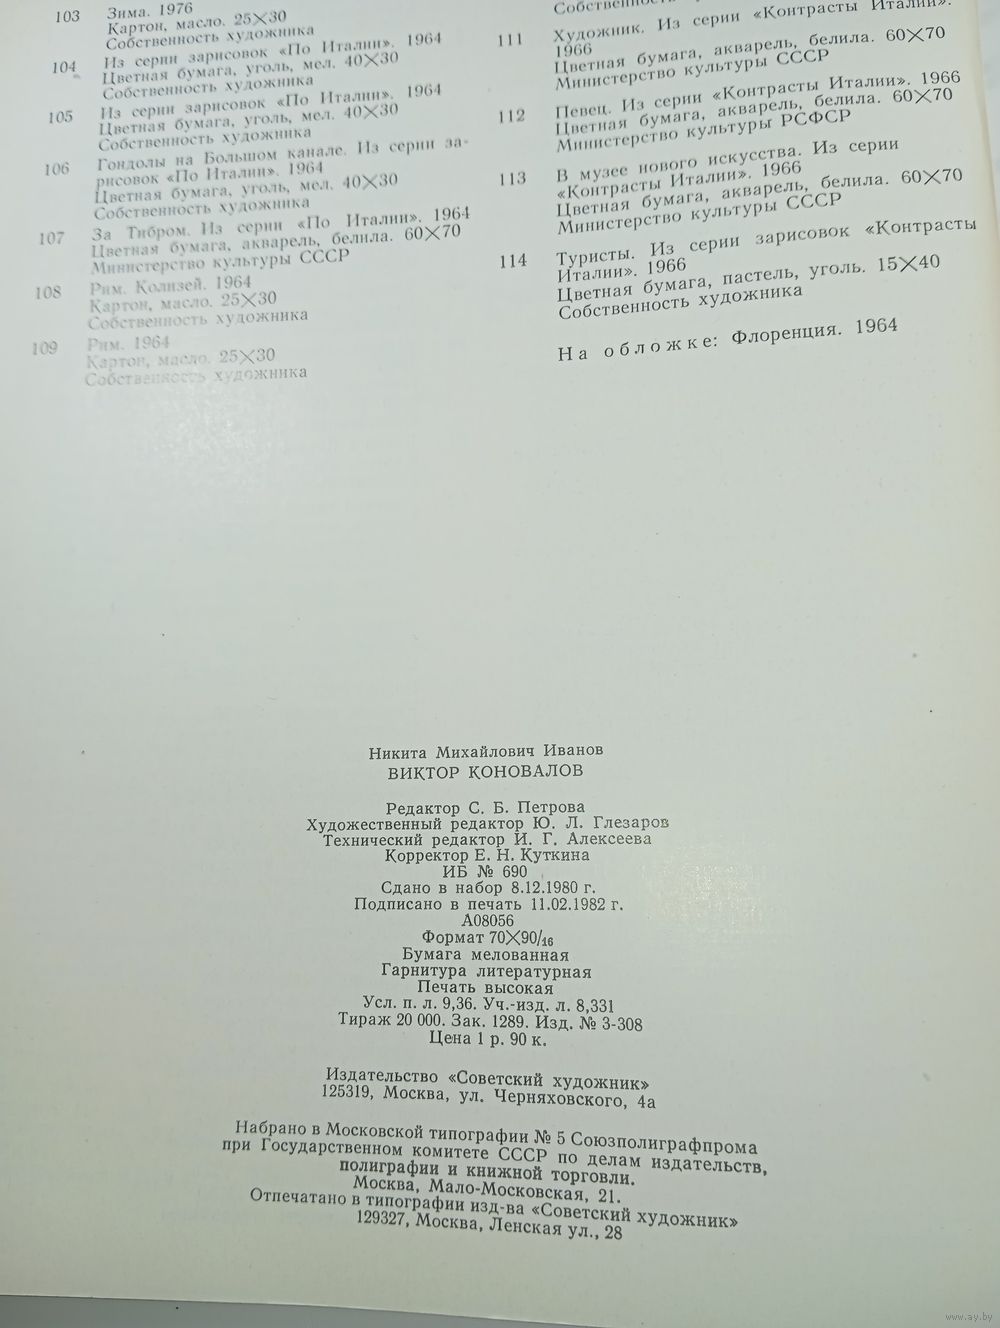 103 Зима. 1976
Картон, масло. 25×30
Собственность художника
104 Из серии зарисовок «По Италии». 1964
Цветная бумага, уголь, мел. 40×30
Собственность художника
105 Из серии зарисовок «По Италии». 1964
Цветная бумага, уголь, мел. 40×30
Собственность художника
106 Гондолы на Большом канале. Из серии за-
рисовок «По Италии». 1964
Цветная бумага, уголь, мел. 40×30
Собственность художника
107 За Тибром. Из серии «По Италии». 1964
Цветная бумага, акварель, белила. 60×70
Министерство культуры СССР
108 Рим. Колизей. 1964
Картон, масло. 25×30
Собственность художника
109 Рим. 1964
Картон, масло. 25×30
Собственность художника
Собственность
111 Художник. Из серии «Контрасты Италии».
1966
Цветная бумага, акварель, белила. 60×70
Министерство культуры СССР
112 Певец. Из серии «Контрасты Италии». 1966
Цветная бумага, акварель, белила. 60×70
Министерство культуры РСФСР
113 В музее нового искусства. Из серии
«Контрасты Италии». 1966
Цветная бумага, акварель, белила. 60×70
Министерство культуры СССР
114 Туристы. Из серии зарисовок «Контрасты
Италии». 1966
Цветная бумага, пастель, уголь. 15×40
Собственность художника
На обложке: Флоренция. 1964
Никита Михайлович Иванов
ВИКТОР КОНОВАЛОВ
Редактор С. Б. Петрова
Художественный редактор Ю. Л. Глезаров
Технический редактор И. Г. Алексеева
Корректор Е. Н. Куткина
ИБ № 690
Сдано в набор 8.12.1980 г.
Подписано в печать 11.02.1982 г.
А08056
Формат 70×90/16
Бумага мелованная
Гарнитура литературная
Печать высокая
Усл. п. л. 9,36. Уч.-изд. л. 8,331
Тираж 20 000. Зак. 1289. Изд. № 3-308
Цена 1 р. 90 к.
Издательство «Советский художник»
125319, Москва, ул. Черняховского, 4а
Набрано в Московской типографии № 5 Союзполиграфпрома
при Государственном комитете СССР по делам издательств,
полиграфии и книжной торговли.
Москва, Мало-Московская, 21.
Отпечатано в типографии изд-ва «Советский художник»
129327, Москва, Ленская ул., 28
www.ay.by